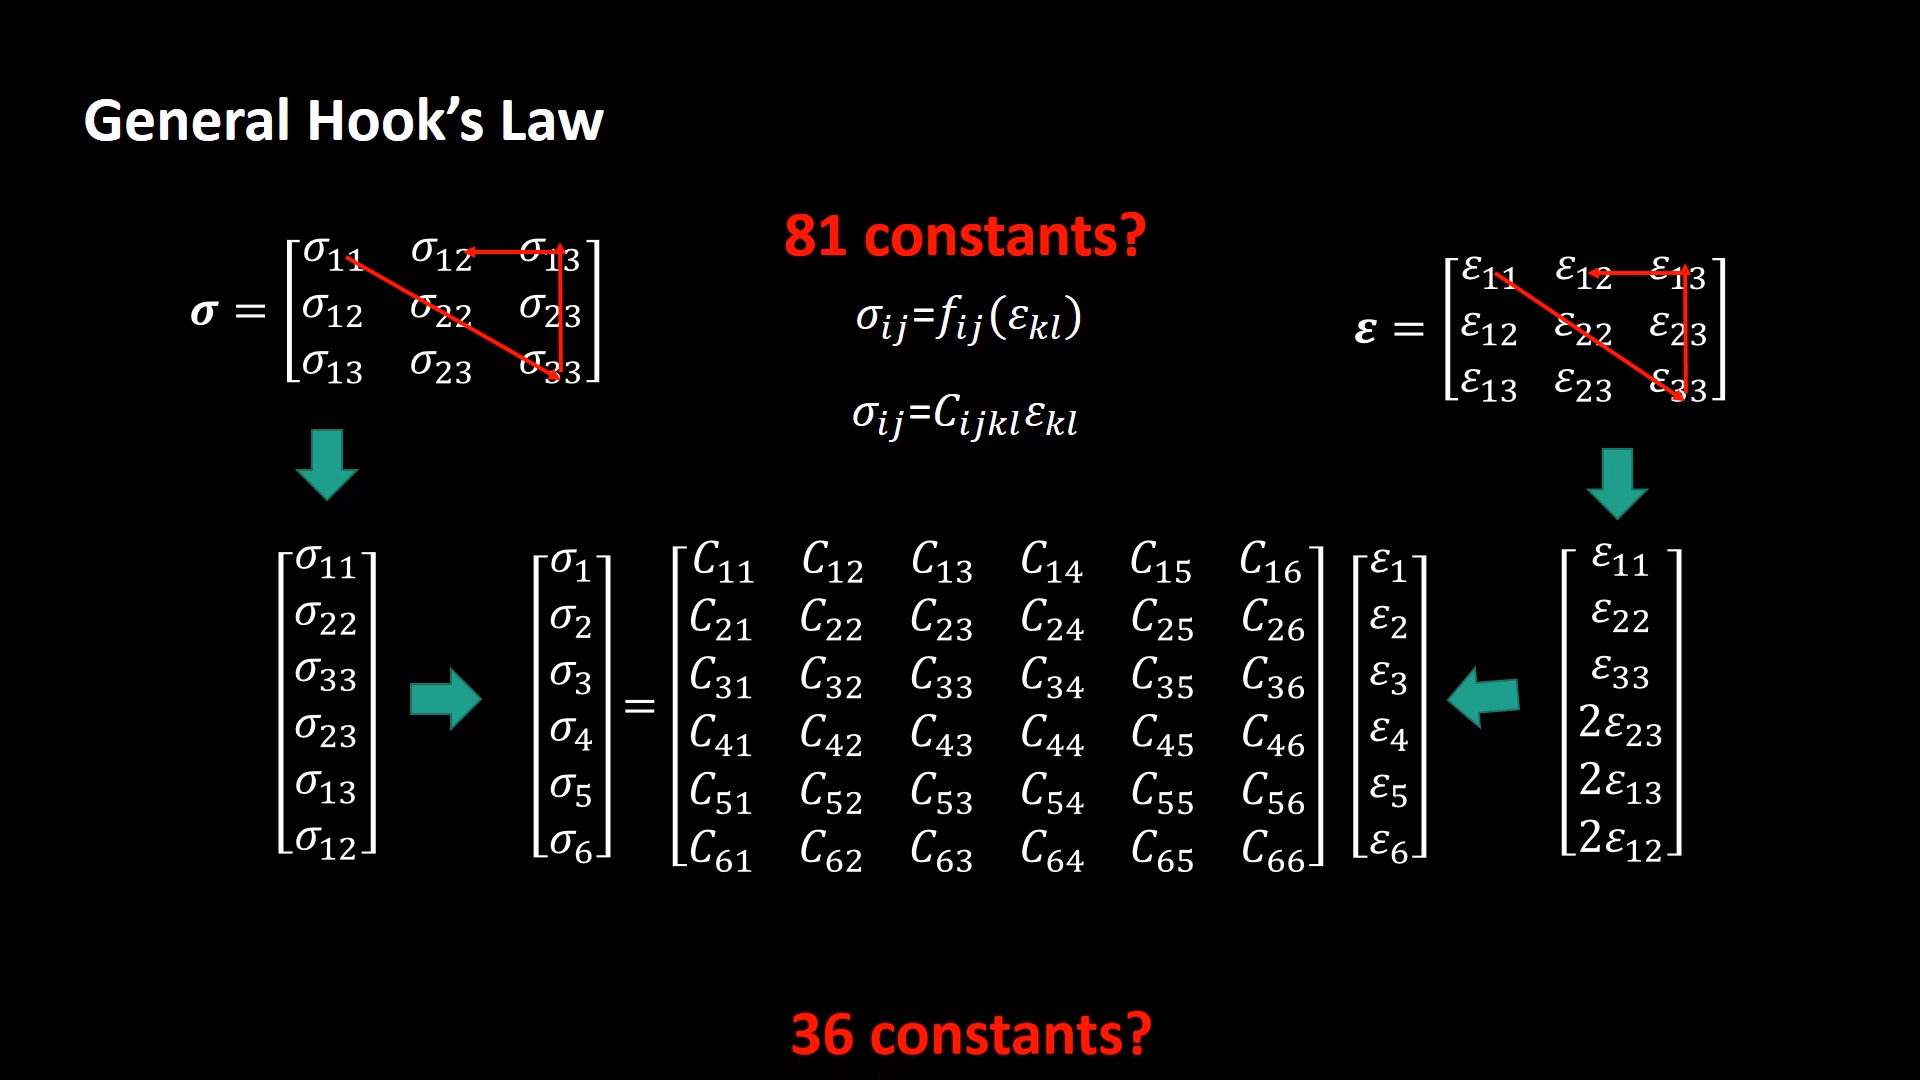 General Hook’s Law
81 constants?
𝝈 = [σ₁₁ σ₁₂ σ₁₃
σ₁₂ σ₂₂ σ₂₃
σ₁₃ σ₂₃ σ₃₃]
σᵢⱼ=fᵢⱼ(εₖₗ)
σᵢⱼ=Cᵢⱼₖₗεₖₗ
𝜺 = [ε₁₁ ε₁₂ ε₁₃
ε₁₂ ε₂₂ ε₂₃
ε₁₃ ε₂₃ ε₃₃]
[σ₁₁
σ₂₂
σ₃₃
σ₂₃
σ₁₃
σ₁₂]
[σ₁
σ₂
σ₃
σ₄
σ₅
σ₆]
=
[C₁₁ C₁₂ C₁₃ C₁₄ C₁₅ C₁₆
C₂₁ C₂₂ C₂₃ C₂₄ C₂₅ C₂₆
C₃₁ C₃₂ C₃₃ C₃₄ C₃₅ C₃₆
C₄₁ C₄₂ C₄₃ C₄₄ C₄₅ C₄₆
C₅₁ C₅₂ C₅₃ C₅₄ C₅₅ C₅₆
C₆₁ C₆₂ C₆₃ C₆₄ C₆₅ C₆₆]
[ε₁
ε₂
ε₃
ε₄
ε₅
ε₆]
[ε₁₁
ε₂₂
ε₃₃
2ε₂₃
2ε₁₃
2ε₁₂]
36 constants?